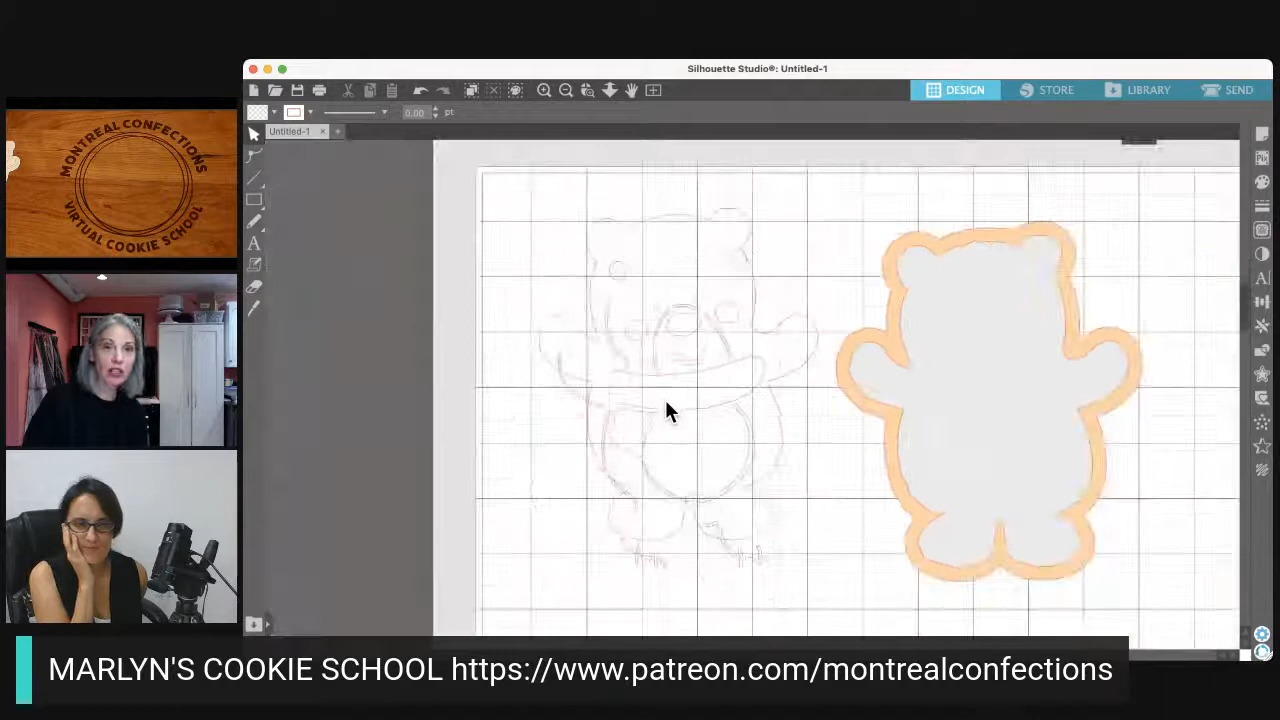 MONTREAL CONFECTIONS
VIRTUAL COOKIE SCHOOL
Silhouette Studio®: Untitled-1
DESIGN
STORE
LIBRARY
SEND
0.00
pt
Untitled-1
MARLYN'S COOKIE SCHOOL https://www.patreon.com/montrealconfections